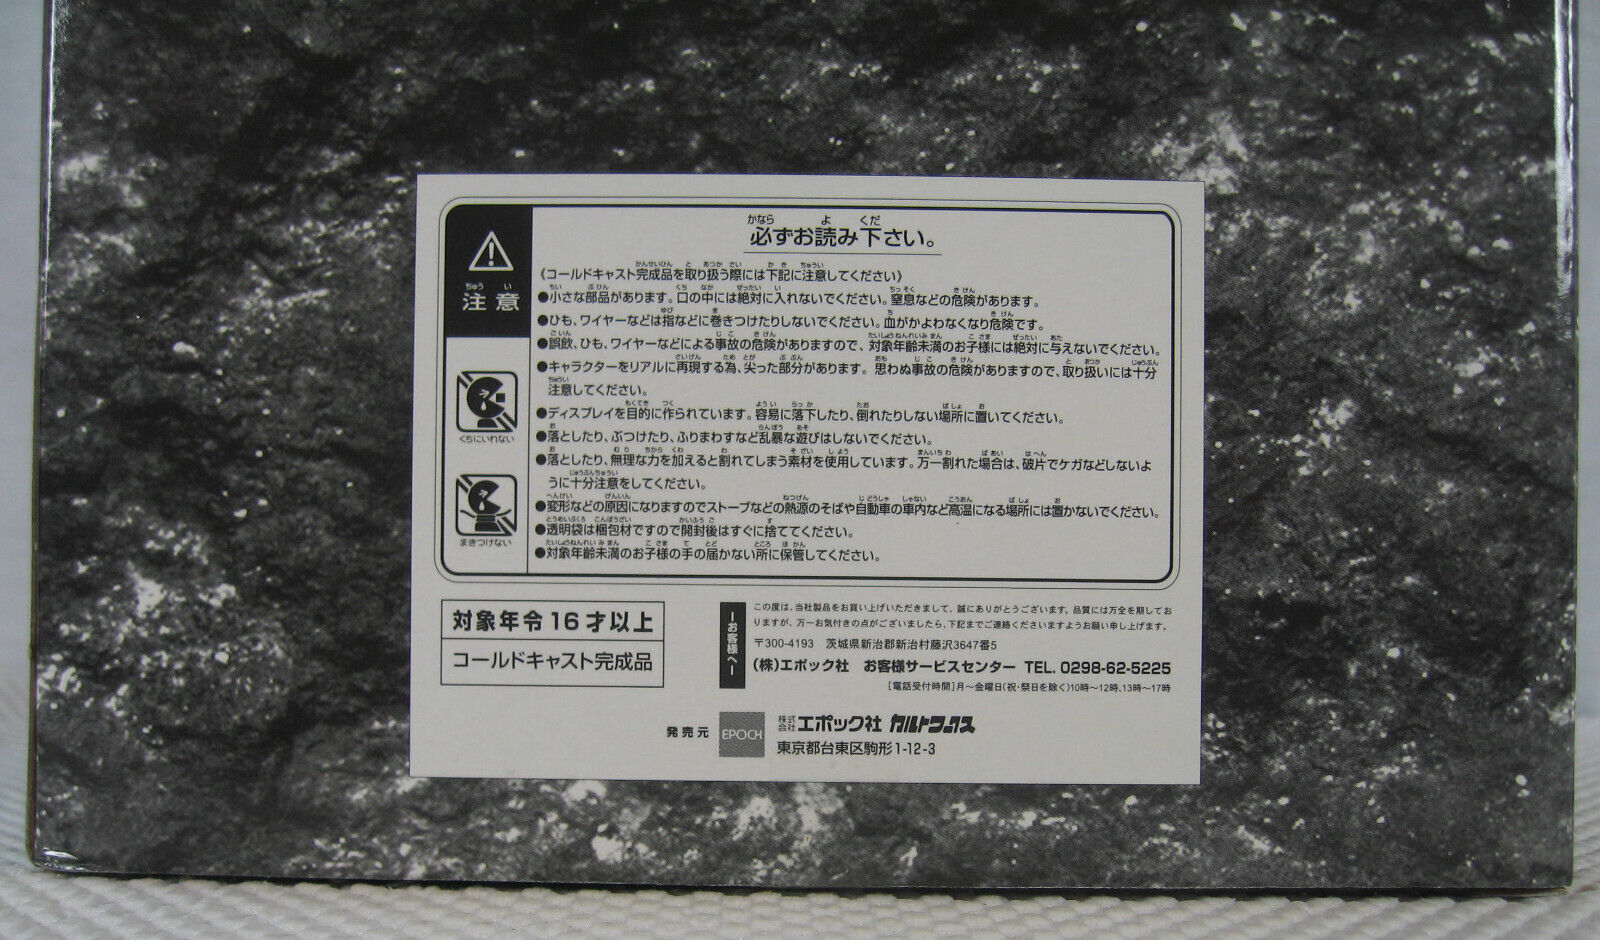 必ずお読み下さい。
注意
《コールドキャスト完成品を取り扱う際には下記に注意してください》
●小さな部品があります。口の中には絶対に入れないでください。窒息などの危険があります。
●ひも、ワイヤーなどは指などに巻きつけたりしないでください。血がかよわなくなり危険です。
●誤飲、ひも、ワイヤーなどによる事故の危険がありますので、対象年齢未満のお子様には絶対に与えないでください。
●キャラクターをリアルに再現する為、尖った部分があります。思わぬ事故の危険がありますので、取り扱いには十分
注意してください。
●ディスプレイを目的に作られています。容易に落下したり、倒れたりしない場所に置いてください。
●落としたり、ぶつけたり、ふりまわすなど乱暴な遊びはしないでください。
●落としたり、無理な力を加えると割れてしまう素材を使用しています。万一割れた場合は、破片でケガなどしないよ
うに十分注意をしてください。
●変形などの原因になりますのでストーブなどの熱源のそばや自動車の車内など高温になる場所には置かないでください。
●透明袋は梱包材ですので開封後はすぐに捨ててください。
●対象年齢未満のお子様の手の届かない所に保管してください。
くちにいれない
まきつけない
対象年令16才以上
コールドキャスト完成品
ーお客様へー
この度は、当社製品をお買い上げいただきまして、誠にありがとうございます。品質には万全を期してお
りますが、万一お気付きの点がございましたら、下記までご連絡くださいますようお願い申し上げます。
〒300-4193 茨城県新治郡新治村藤沢3647番5
(株)エポック社 お客様サービスセンター TEL. 0298-62-5225
[電話受付時間]月〜金曜日(祝・祭日を除く)10時〜12時、13時〜17時
発売元 EPOCH 株式会社エポック社 カルトワークス
東京都台東区駒形1-12-3